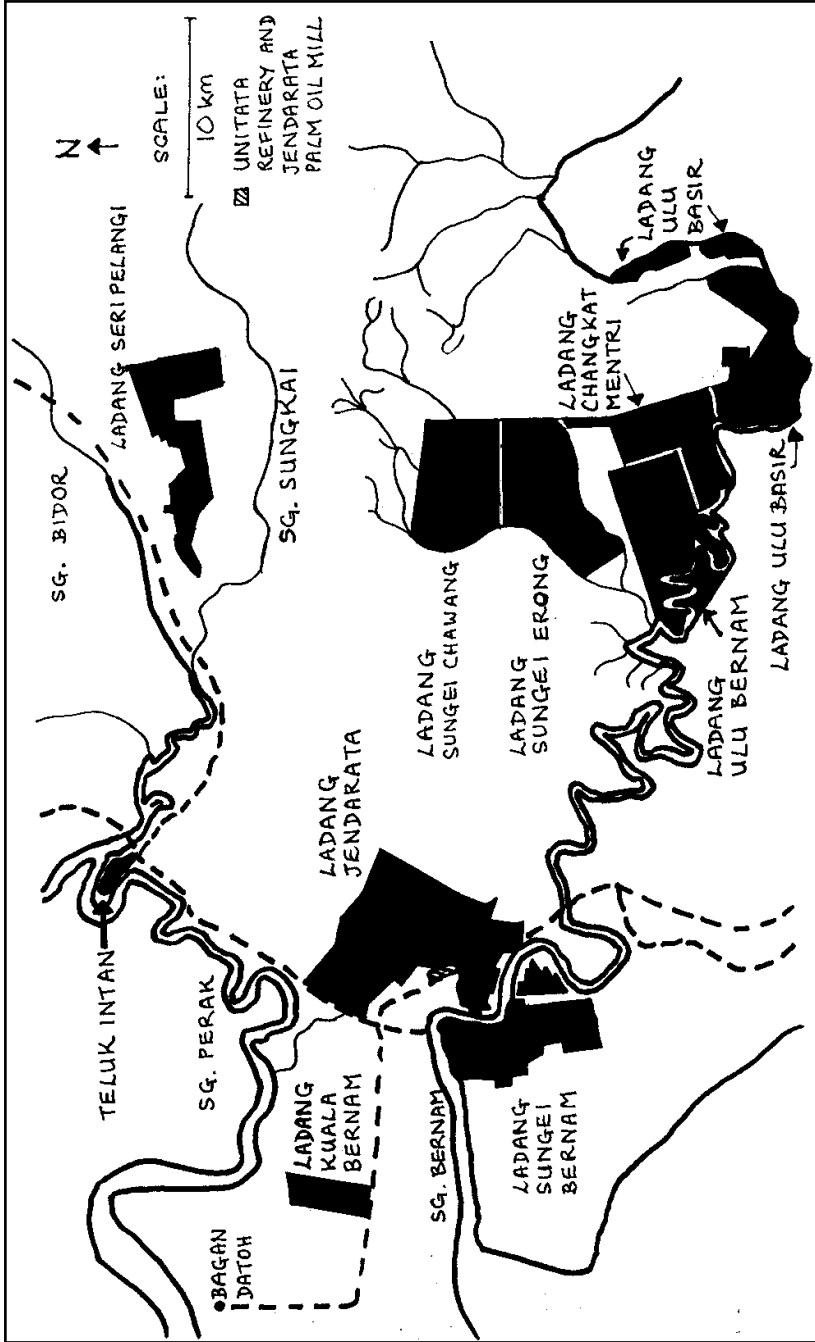 N
SCALE:
10 km
UNITATA
REFINERY AND
JENDARATA
PALM OIL MILL
LADANG SERI PELANGI
SG. BIDOR
SG. SUNGKAI
TELUK INTAN
SG. PERAK
BAGAN
DATOH
LADANG
KUALA
BERNAM
LADANG
JENDARATA
SG. BERNAM
LADANG
SUNGEI
BERNAM
LADANG
SUNGEI CHAWANG
LADANG
SUNGEI ERONG
LADANG
CHANGKAT
MENTRI
LADANG
ULU
BASIR
LADANG
ULU BERNAM
LADANG ULU BASIR